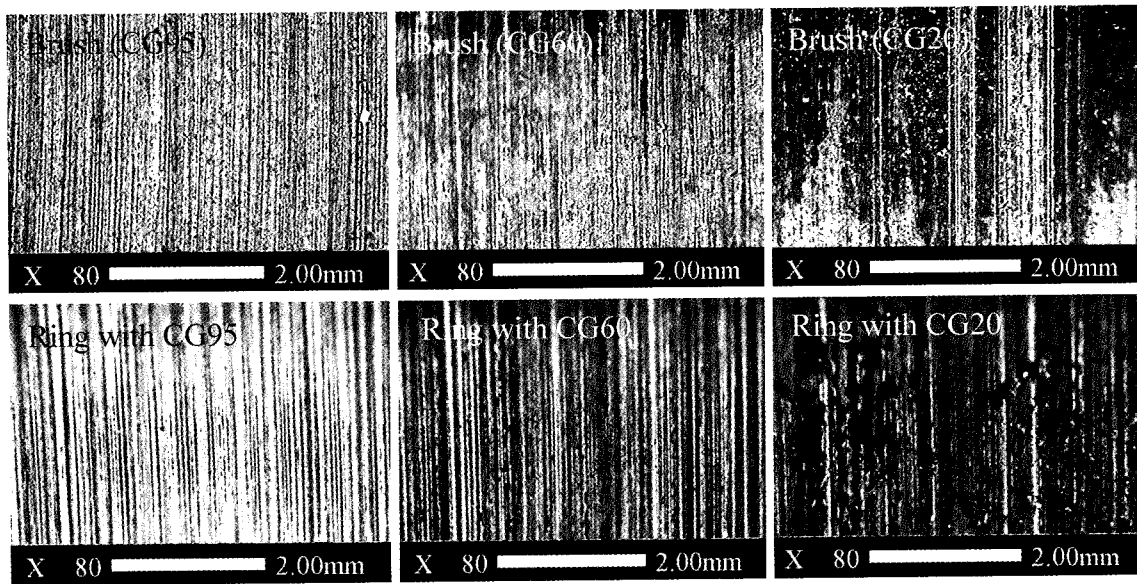 Brush (CG95)
Brush (CG60)
Brush (CG20)
X 80 2.00mm
X 80 2.00mm
X 80 2.00mm
Ring with CG95
Ring with CG60
Ring with CG20
X 80 2.00mm
X 80 2.00mm
X 80 2.00mm